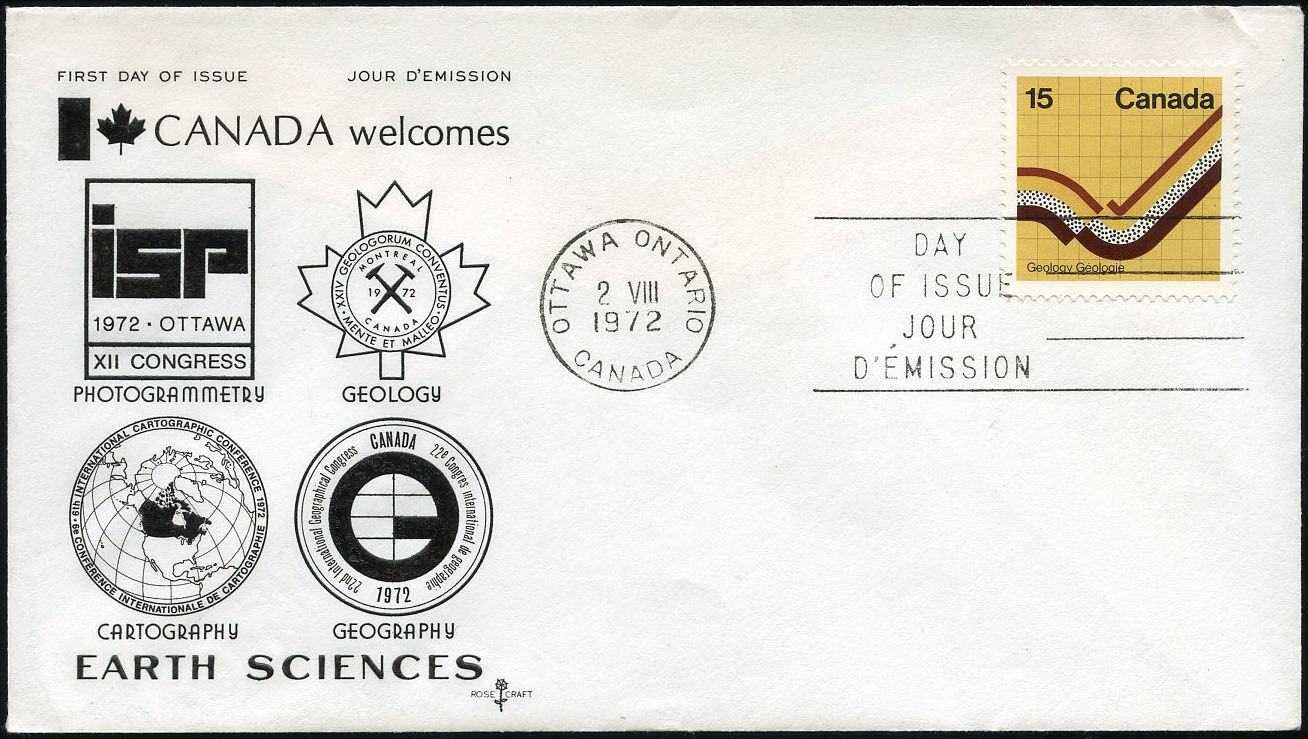 FIRST DAY OF ISSUE
JOUR D'EMISSION
CANADA welcomes
isp
1972 · OTTAWA
XII CONGRESS
PHOTOGRAMMETRY
XXIV GEOLOGORUM CONVENTUS · MENTE ET MALLEO ·
MONTREAL
19 72
CANADA
GEOLOGY
6th INTERNATIONAL CARTOGRAPHIC CONFERENCE 1972
6e CONFÉRENCE INTERNATIONALE DE CARTOGRAPHIE
CARTOGRAPHY
CANADA
22nd International Geographical Congress
22e Congres international de géographie
1972
GEOGRAPHY
EARTH SCIENCES
ROSE CRAFT
OTTAWA ONTARIO
2 VIII
1972
CANADA
15 Canada
Geology Geologie
DAY
OF ISSUE
JOUR
D'ÉMISSION